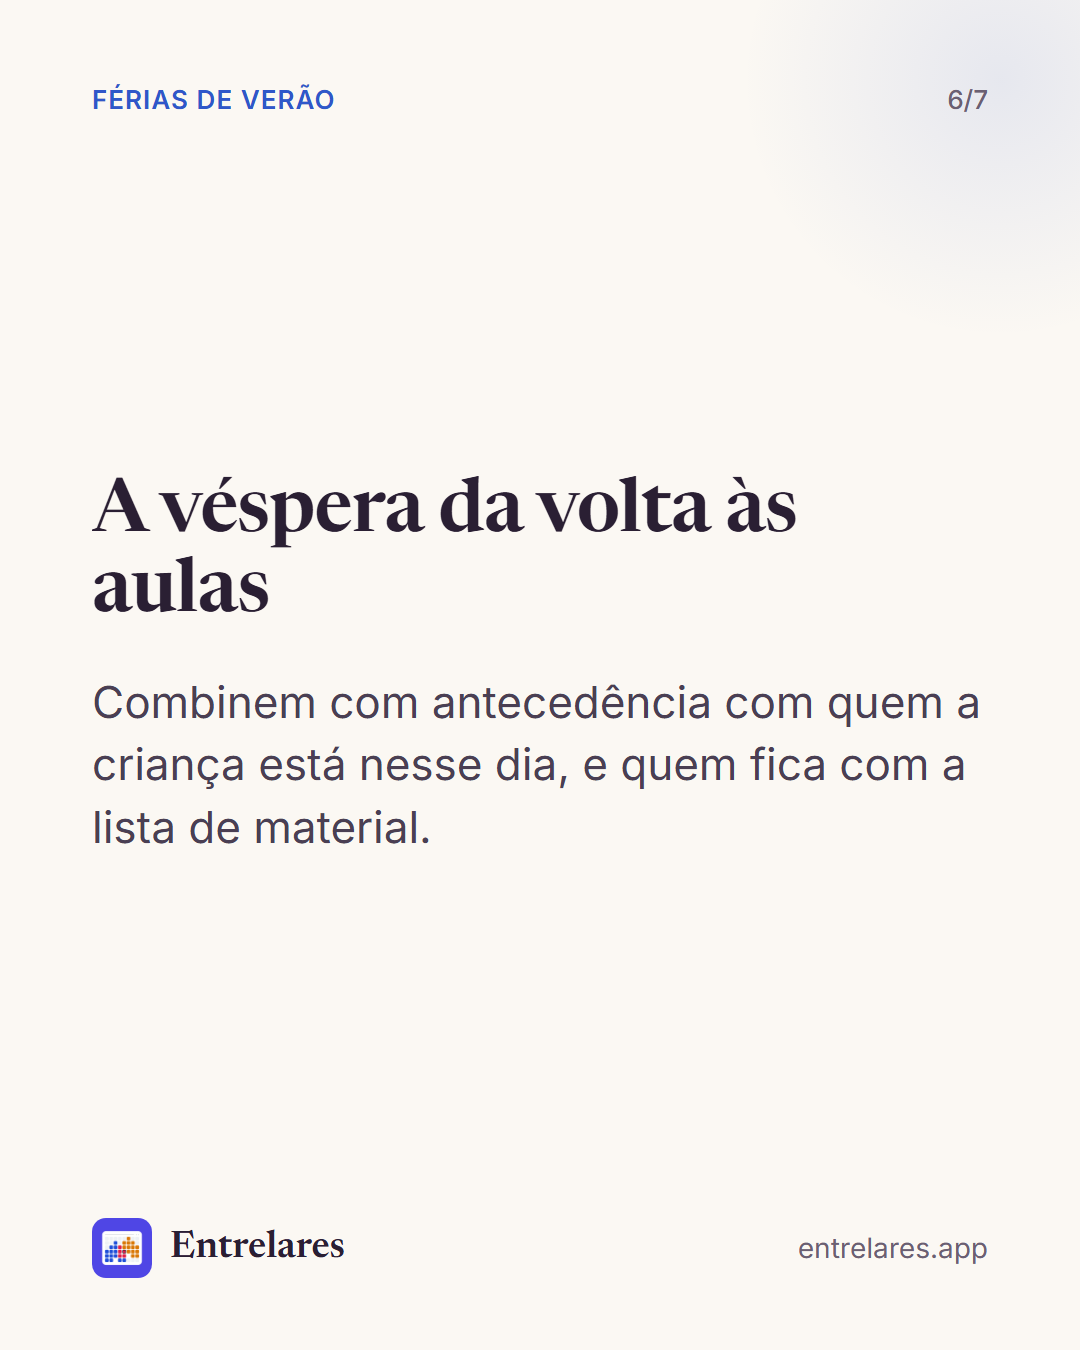 FÉRIAS DE VERÃO
6/7
A véspera da volta às
aulas
Combinem com antecedência com quem a
criança está nesse dia, e quem fica com a
lista de material.
Entrelares
entrelares.app